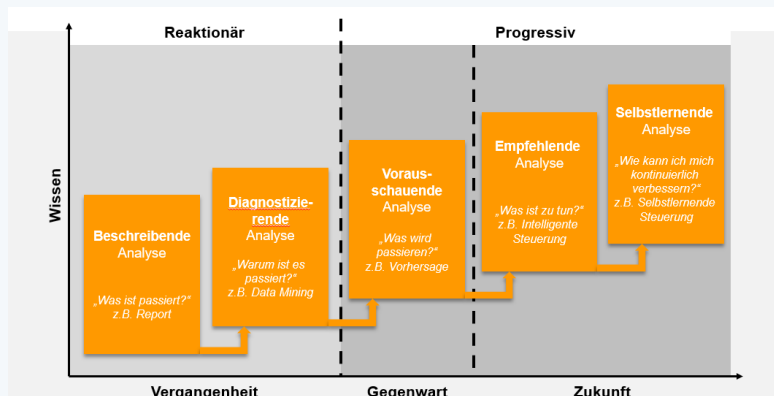 Reaktionär
Progressiv
Wissen
Beschreibende
Analyse
„Was ist passiert?“
z.B. Report
Diagnostizie-
rende
Analyse
„Warum ist es
passiert?“
z.B. Data Mining
Voraus-
schauende
Analyse
„Was wird
passieren?“
z.B. Vorhersage
Empfehlende
Analyse
„Was ist zu tun?“
z.B. Intelligente
Steuerung
Selbstlernende
Analyse
„Wie kann ich mich
kontinuierlich
verbessern?“
z.B. Selbstlernende
Steuerung
Vergangenheit
Gegenwart
Zukunft